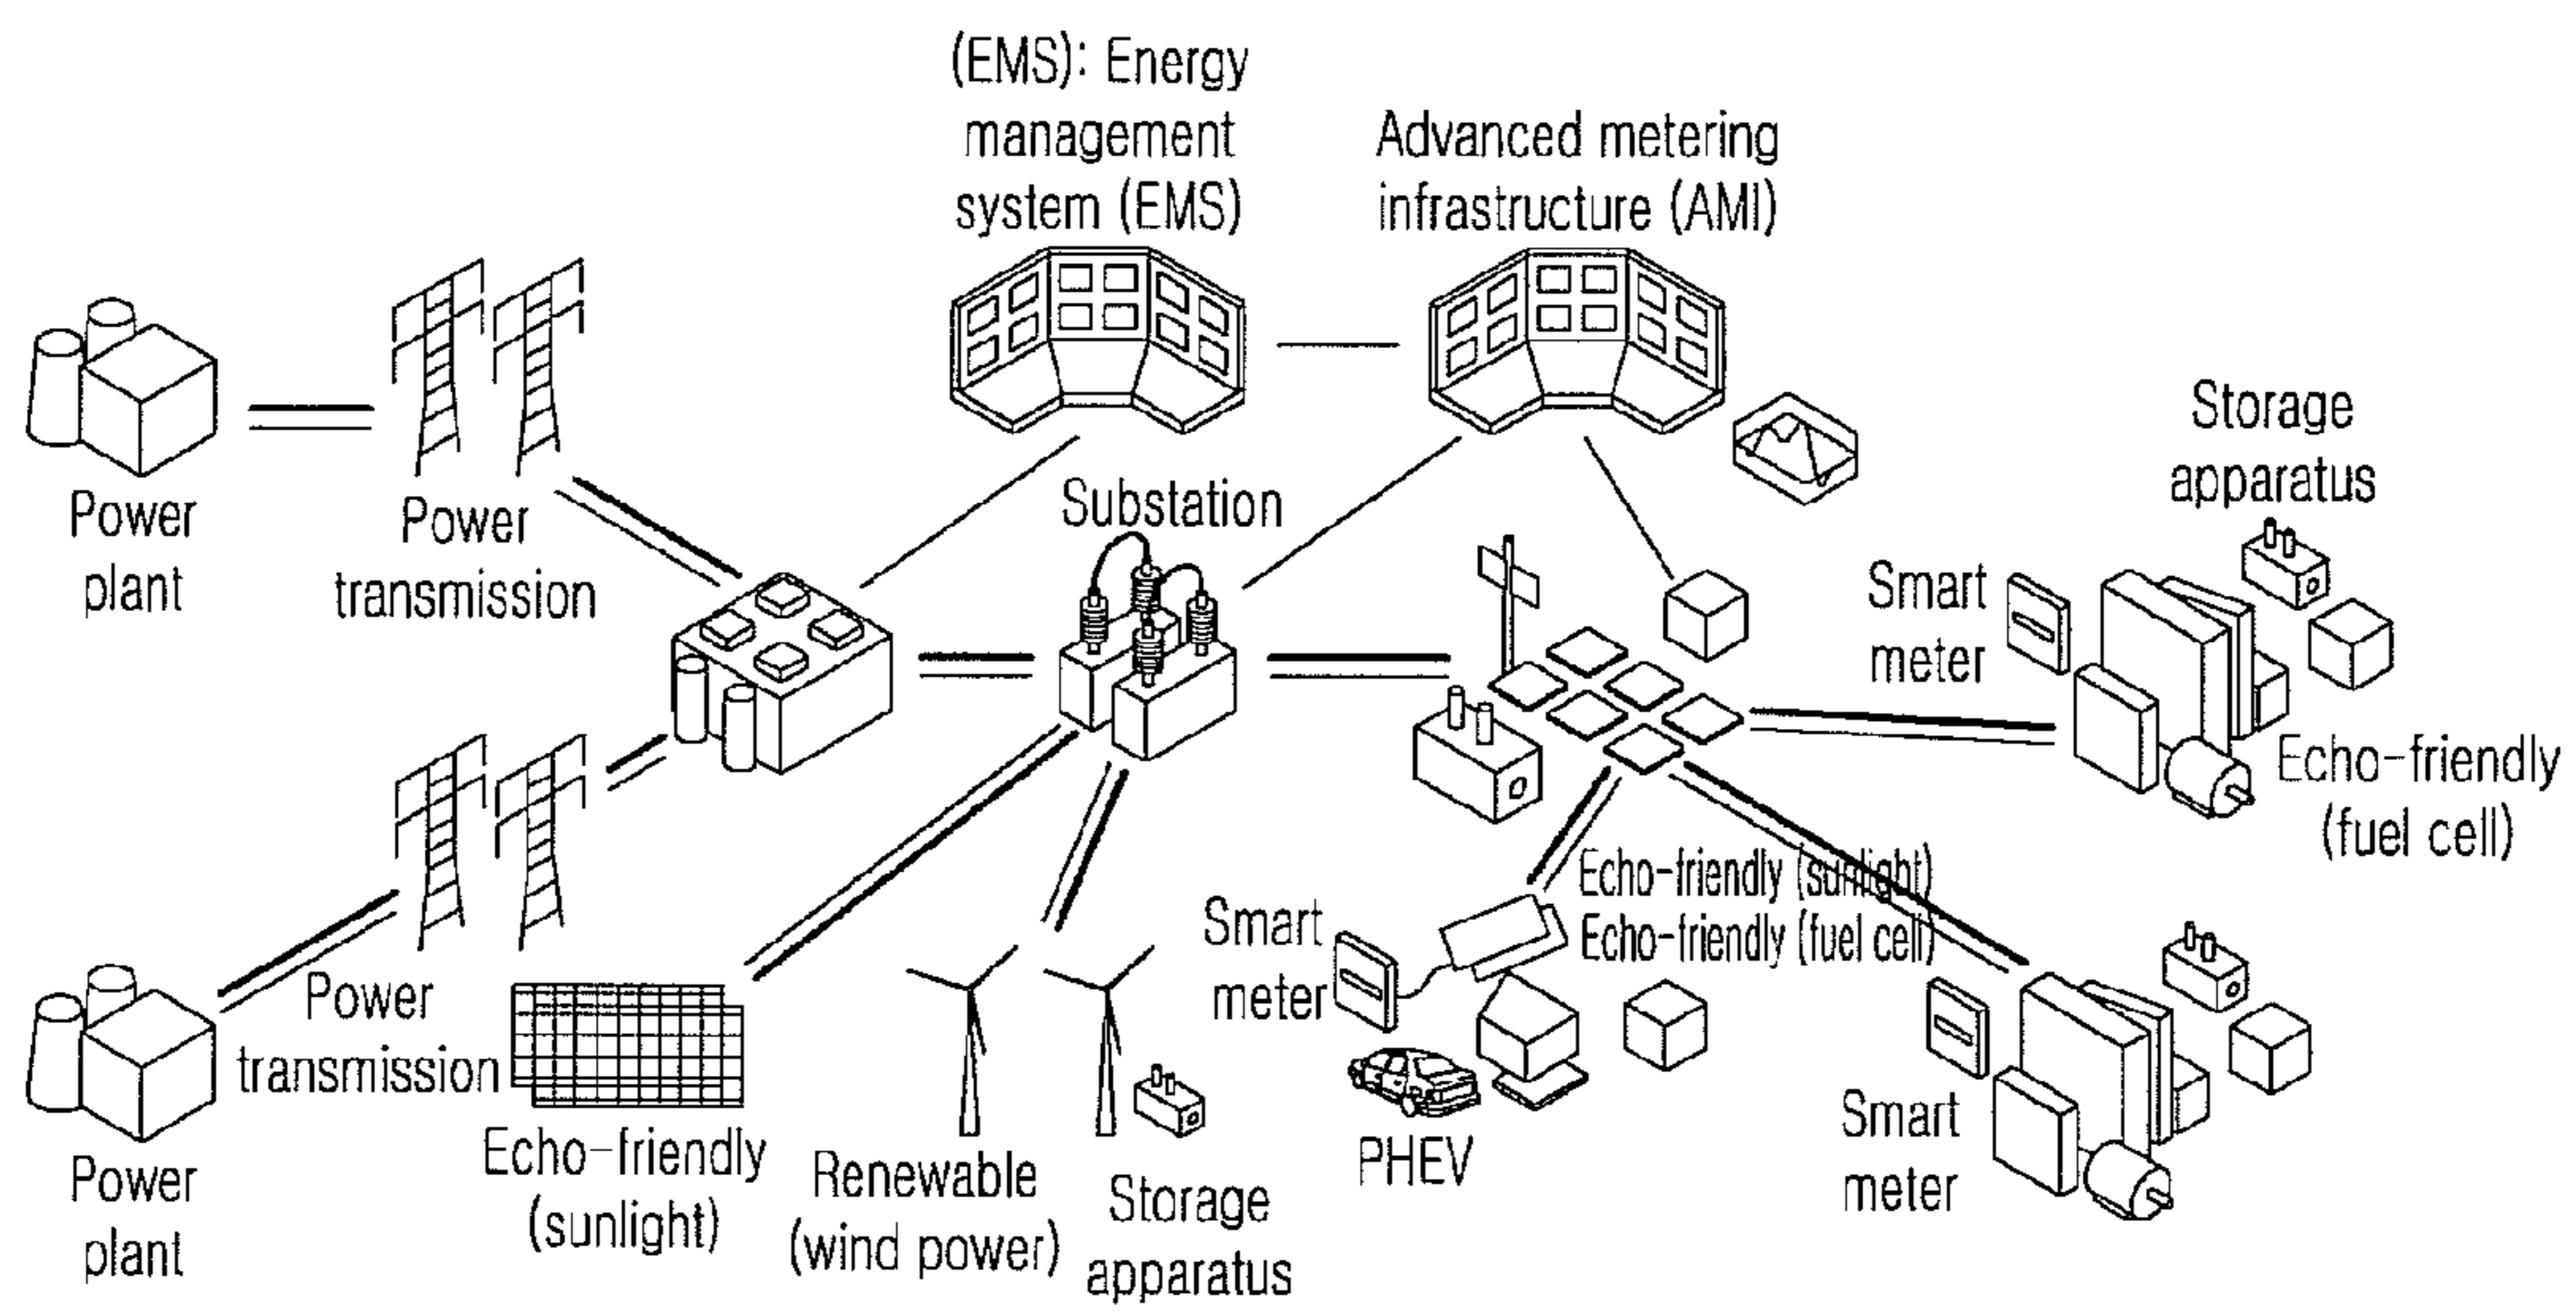 (EMS): Energy
management
system (EMS)
Advanced metering
infrastructure (AMI)
Power
plant
Power
transmission
Substation
Storage
apparatus
Smart
meter
Echo-friendly
(fuel cell)
Echo-friendly (sunlight)
Echo-friendly (fuel cell)
Smart
meter
Power
transmission
Power
plant
Echo-friendly
(sunlight)
Renewable
(wind power)
Storage
apparatus
PHEV
Smart
meter